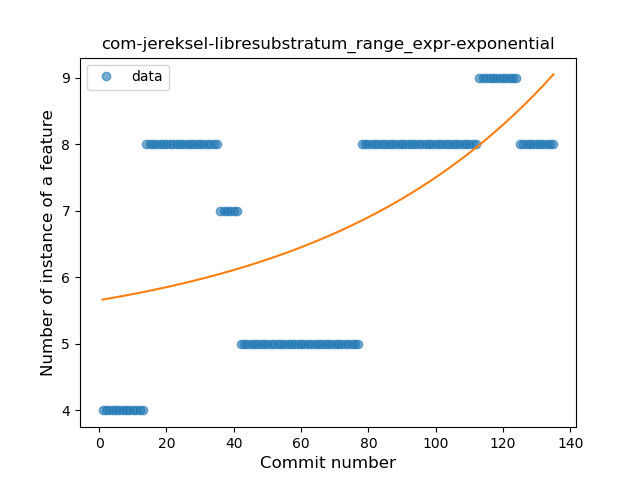 com-jereksel-libresubstratum_range_expr-exponential
data
Number of instance of a feature
9
8
7
6
5
4
0 20 40 60 80 100 120 140
Commit number